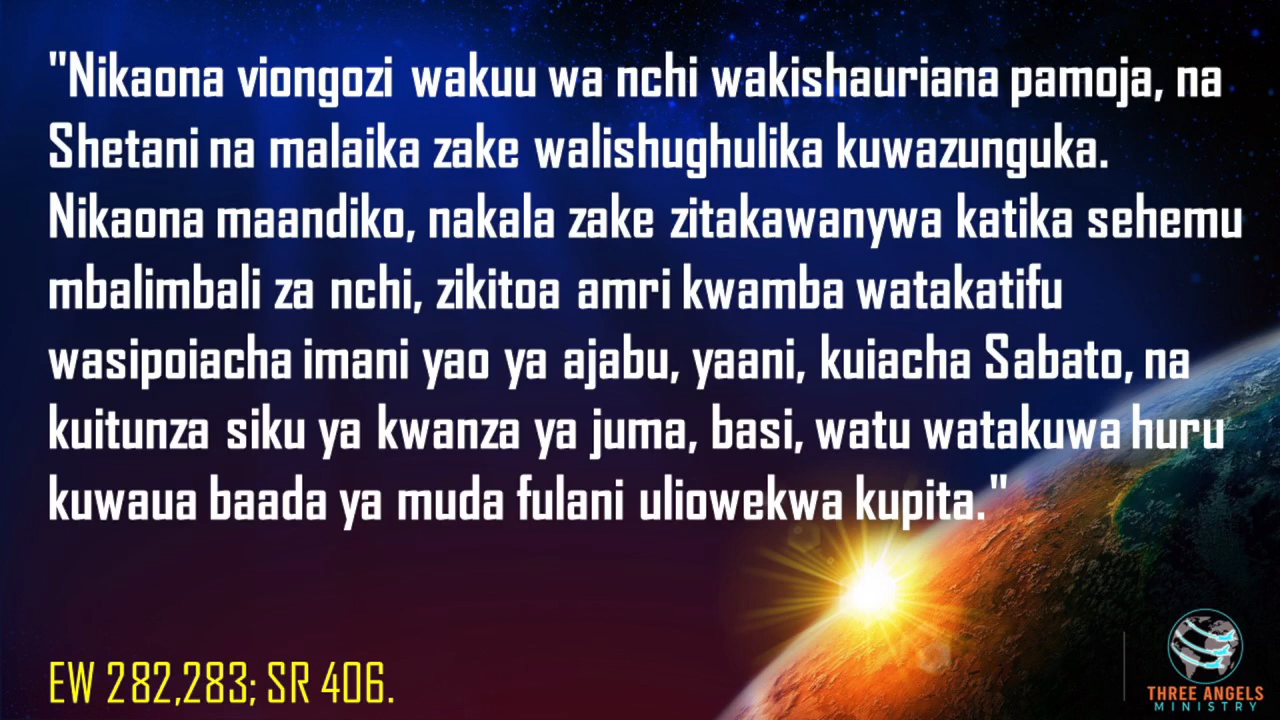 "Nikaona viongozi wakuu wa nchi wakishauriana pamoja, na
Shetani na malaika zake walishughulika kuwazunguka.
Nikaona maandiko, nakala zake zitakawanywa katika sehemu
mbalimbali za nchi, zikitoa amri kwamba watakatifu
wasipoiacha imani yao ya ajabu, yaani, kuiacha Sabato, na
kuitunza siku ya kwanza ya juma, basi, watu watakuwa huru
kuwaua baada ya muda fulani uliowekwa kupita."
EW 282,283; SR 406.
THREE ANGELS
MINISTRY